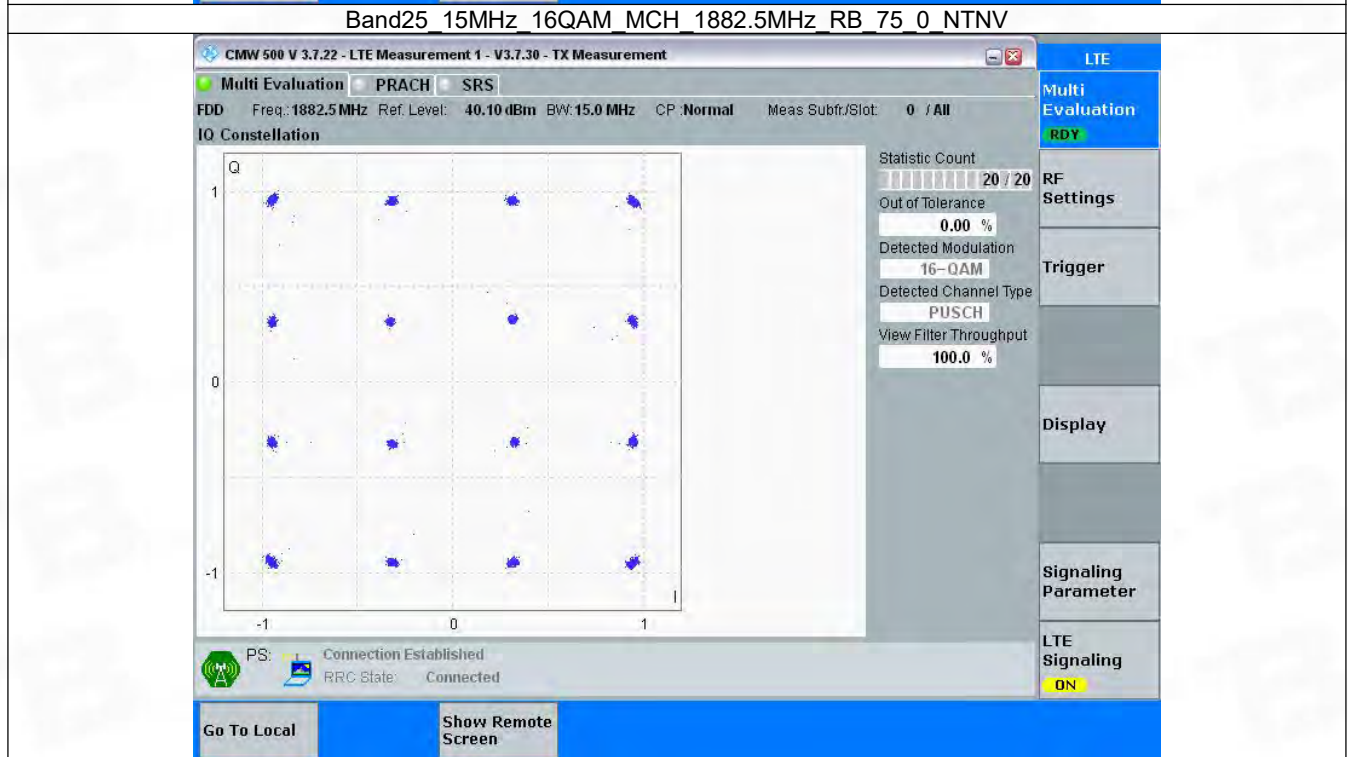 Band25_15MHz_16QAM_MCH_1882.5MHz_RB_75_0_NTNV
CMW 500 V 3.7.22 - LTE Measurement 1 - V3.7.30 - TX Measurement
LTE
Multi Evaluation PRACH SRS
Multi
Evaluation
RDY
FDD Freq.: 1882.5 MHz Ref. Level: 40.10 dBm BW: 15.0 MHz CP :Normal Meas Subfr./Slot: 0 / All
IQ Constellation
Q
1
0
-1
I
-1 0 1
Statistic Count
20 / 20
Out of Tolerance
0.00 %
Detected Modulation
16-QAM
Detected Channel Type
PUSCH
View Filter Throughput
100.0 %
RF
Settings
Trigger
Display
Signaling
Parameter
LTE
Signaling
ON
PS: Connection Established
RRC State: Connected
Go To Local
Show Remote
Screen